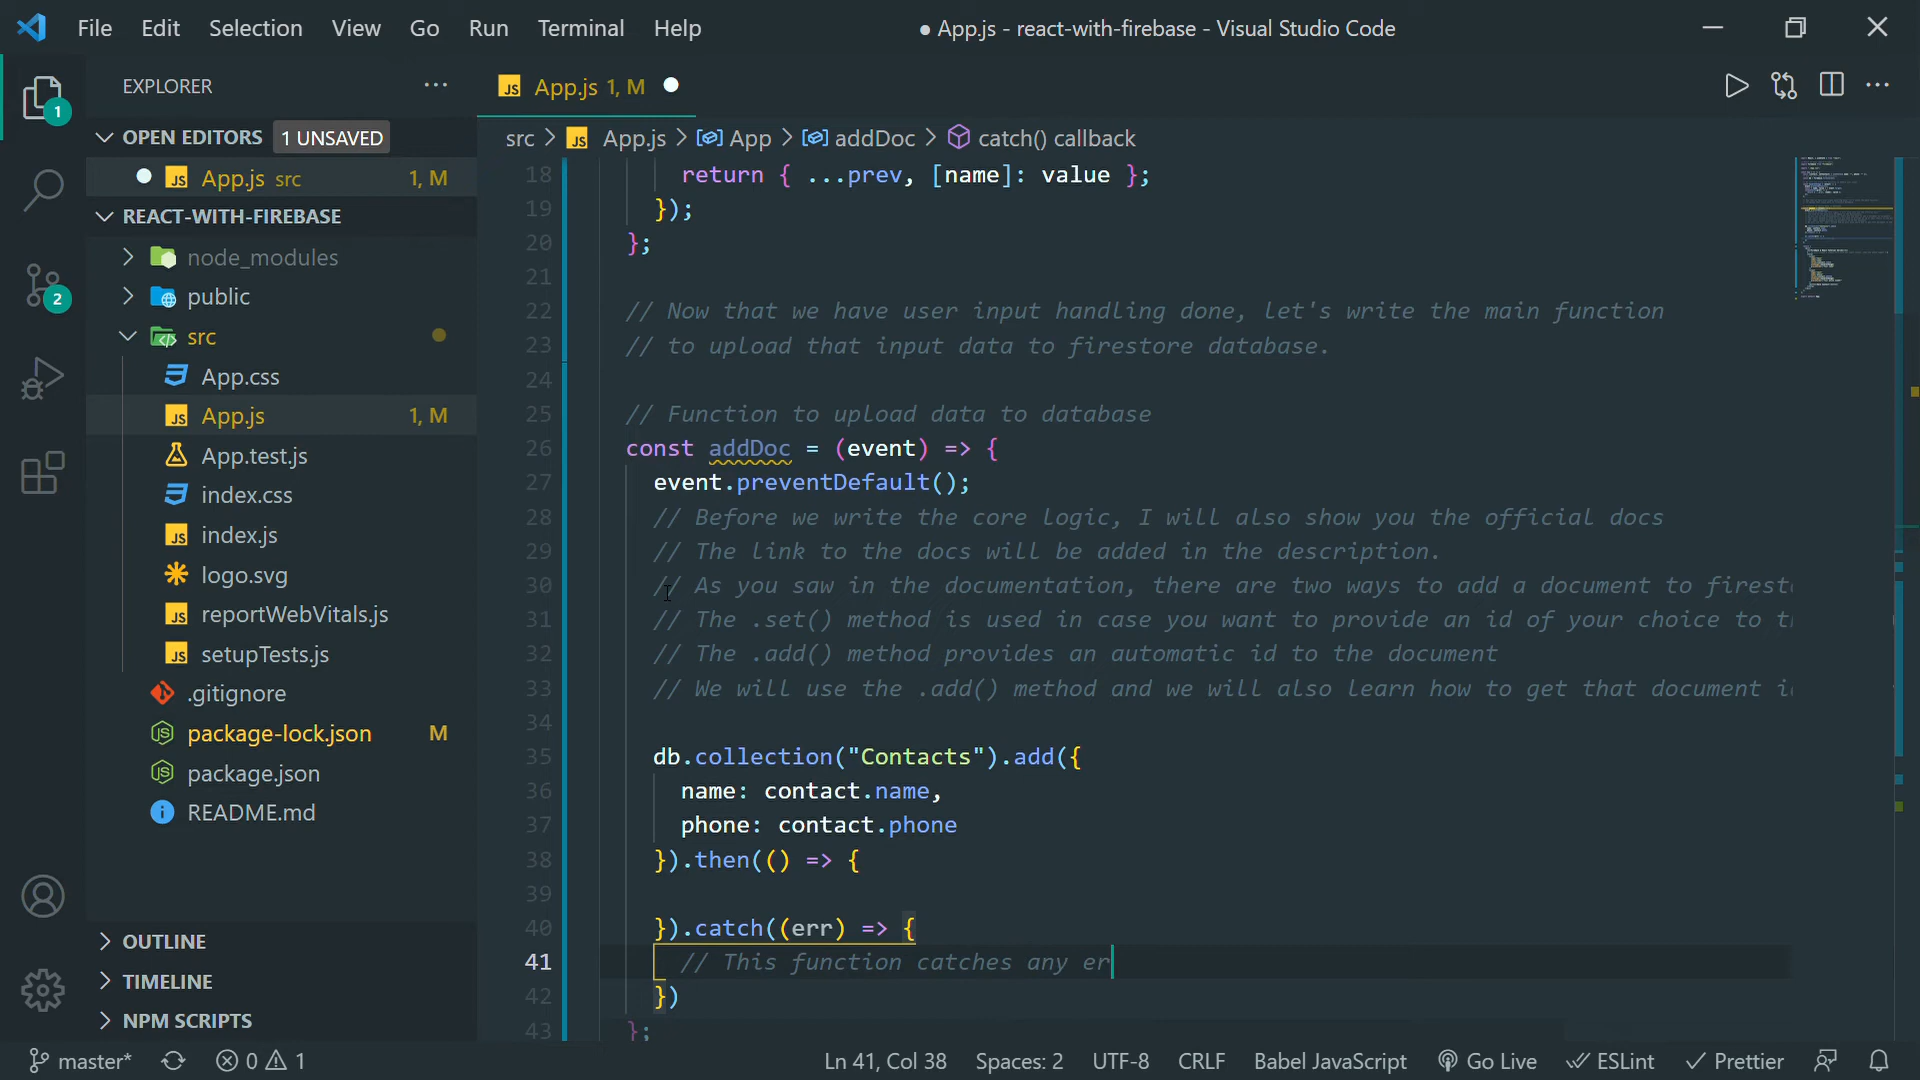 File Edit Selection View Go Run Terminal Help
● App.js - react-with-firebase - Visual Studio Code
EXPLORER
OPEN EDITORS 1 UNSAVED
App.js src 1, M
REACT-WITH-FIREBASE
node_modules
public
src
App.css
App.js 1, M
App.test.js
index.css
index.js
logo.svg
reportWebVitals.js
setupTests.js
.gitignore
package-lock.json M
package.json
README.md
OUTLINE
TIMELINE
NPM SCRIPTS
1
2
App.js 1, M
src > App.js > App > addDoc > catch() callback
18 return { ...prev, [name]: value };
19 });
20 };
21
22 // Now that we have user input handling done, let's write the main function
23 // to upload that input data to firestore database.
24
25 // Function to upload data to database
26 const addDoc = (event) => {
27 event.preventDefault();
28 // Before we write the core logic, I will also show you the official docs
29 // The link to the docs will be added in the description.
30 // As you saw in the documentation, there are two ways to add a document to
31 // The .set() method is used in case you want to provide an id of your choice to
32 // The .add() method provides an automatic id to the document
33 // We will use the .add() method and we will also learn how to get that document
34
35 db.collection("Contacts").add({
36 name: contact.name,
37 phone: contact.phone
38 }).then(() => {
39
40 }).catch((err) => {
41 // This function catches any er
42 })
43 };
master* 0 1 Ln 41, Col 38 Spaces: 2 UTF-8 CRLF Babel JavaScript Go Live ESLint Prettier